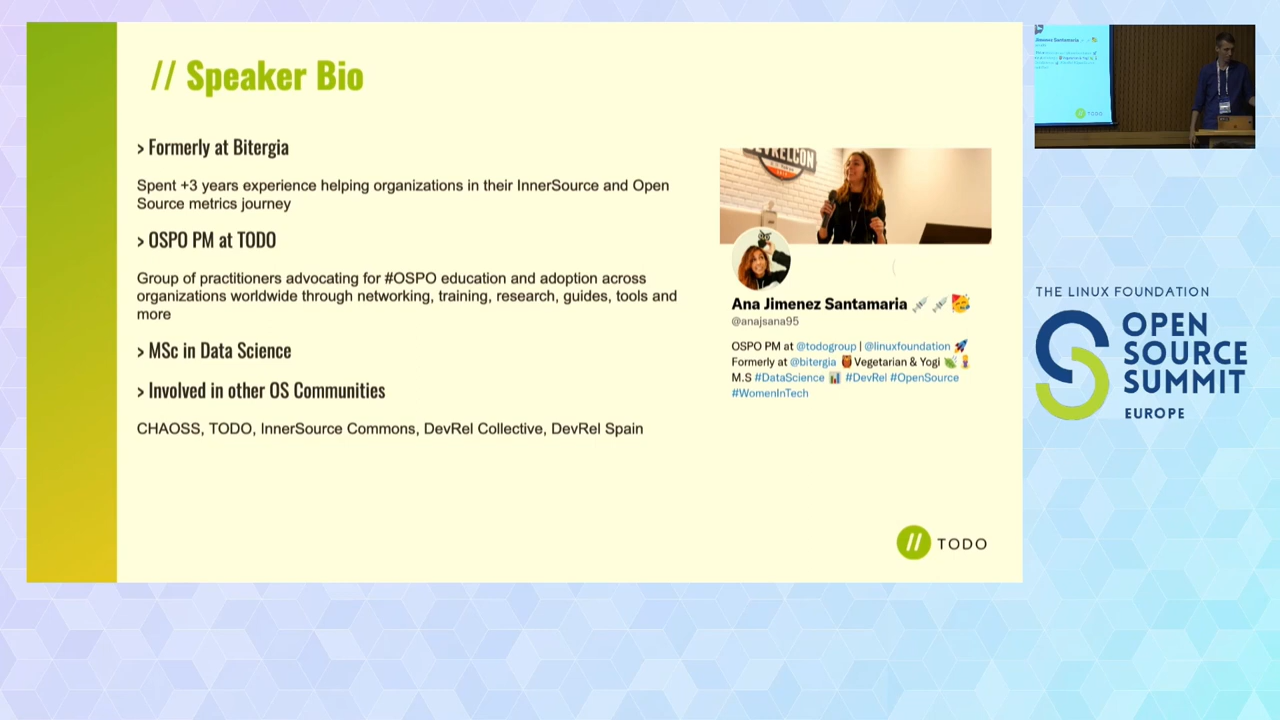 // Speaker Bio
> Formerly at Bitergia
Spent +3 years experience helping organizations in their InnerSource and Open
Source metrics journey
> OSPO PM at TODO
Group of practitioners advocating for #OSPO education and adoption across
organizations worldwide through networking, training, research, guides, tools and
more
> MSc in Data Science
> Involved in other OS Communities
CHAOSS, TODO, InnerSource Commons, DevRel Collective, DevRel Spain
DEVRELCON
Ana Jimenez Santamaria
@anajsana95
OSPO PM at @todogroup | @linuxfoundation
Formerly at @bitergia Vegetarian & Yogi
M.S #DataScience #DevRel #OpenSource
#WomenInTech
// TODO
Jimenez Santamaria
TODO
THE LINUX FOUNDATION
OPEN
SOURCE
SUMMIT
EUROPE